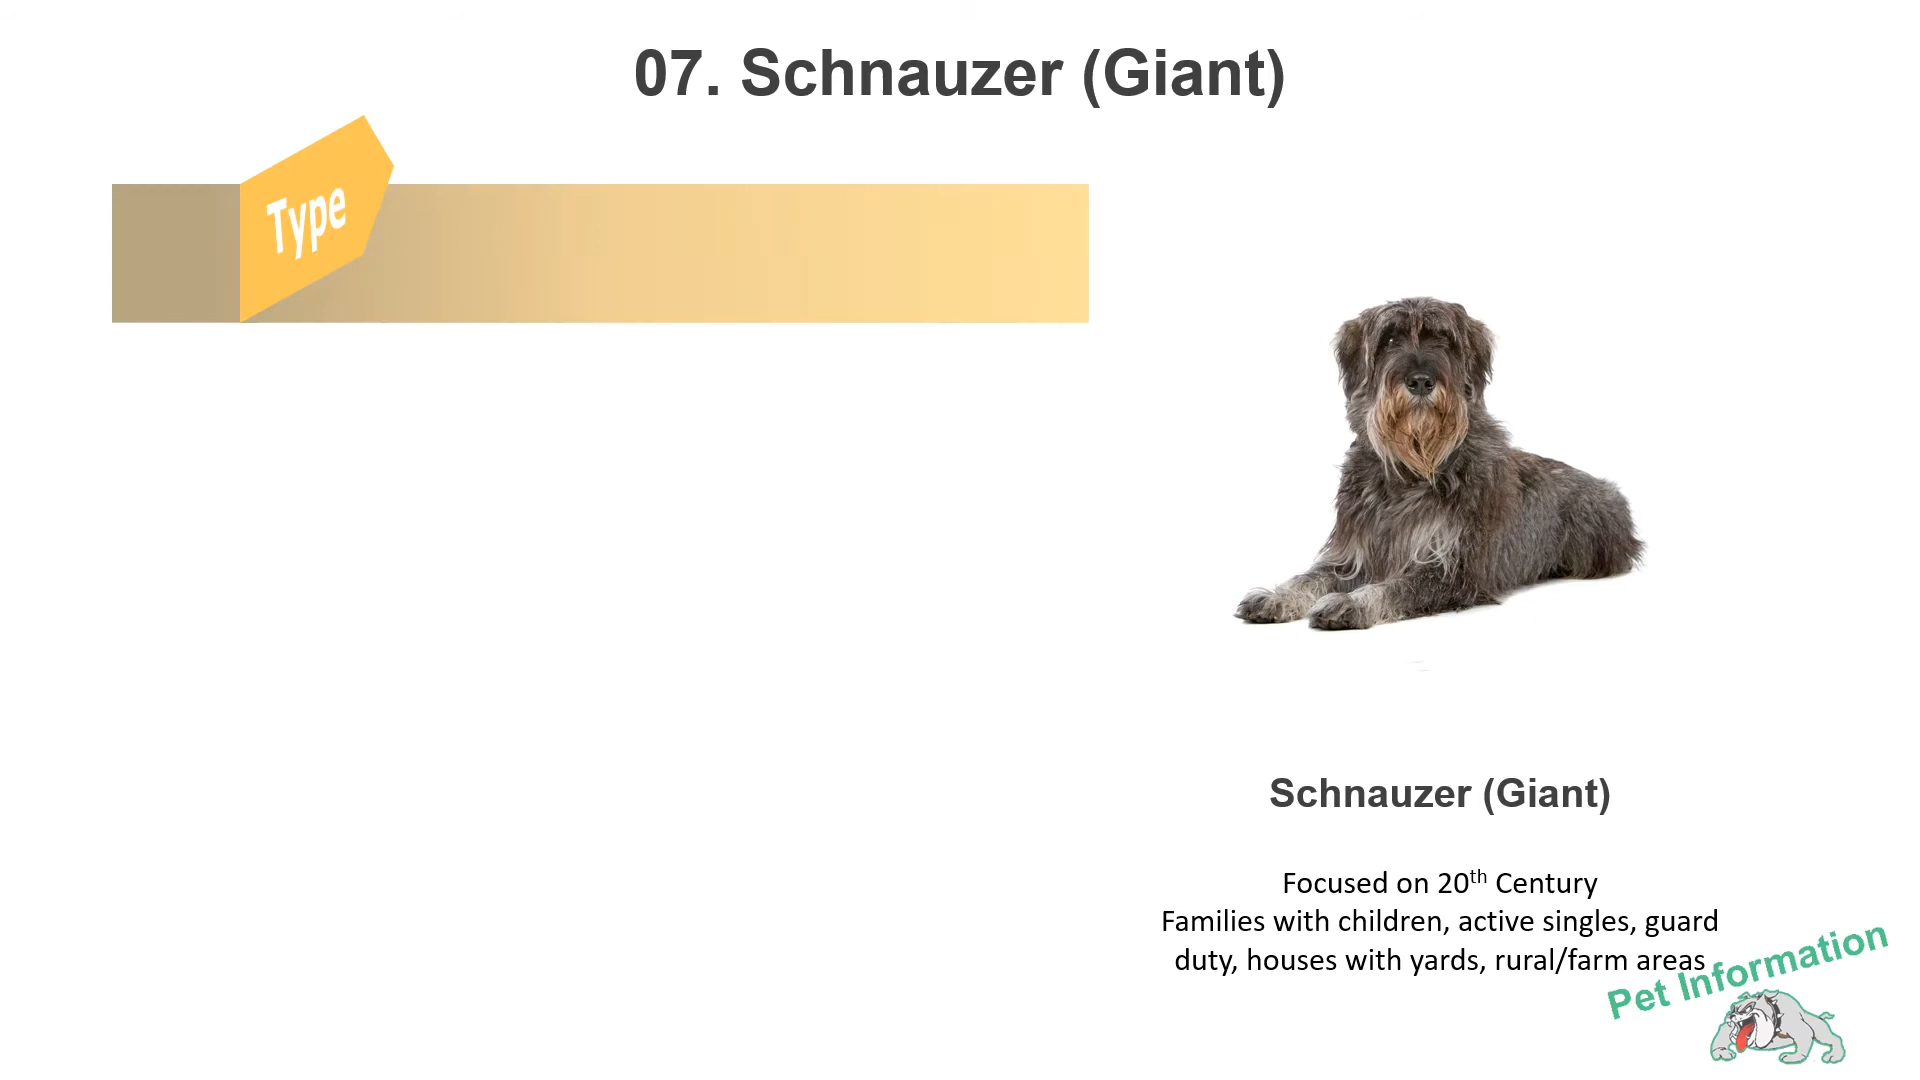 07. Schnauzer (Giant)
Type
Schnauzer (Giant)
Focused on 20th Century
Families with children, active singles, guard
duty, houses with yards, rural/farm areas
Pet Information